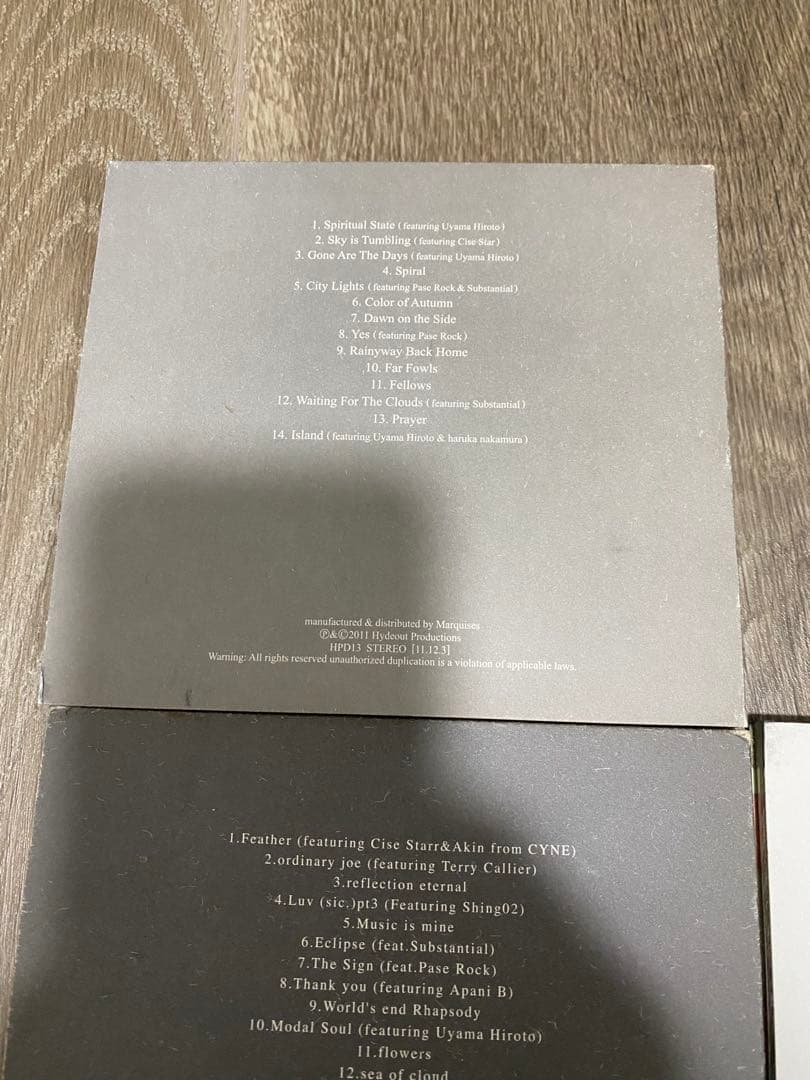 1. Spiritual State (featuring Uyama Hiroto)
2. Sky is Tumbling (featuring Cise Star)
3. Gone Are The Days (featuring Uyama Hiroto)
4. Spiral
5. City Lights (featuring Pase Rock & Substantial)
6. Color of Autumn
7. Dawn on the Side
8. Yes (featuring Pase Rock)
9. Rainyway Back Home
10. Far Fowls
11. Fellows
12. Waiting For The Clouds (featuring Substantial)
13. Prayer
14. Island (featuring Uyama Hiroto & haruka nakamura)
manufactured & distributed by Marquises
Ⓟ&©2011 Hydeout Productions
HPD13 STEREO [11.12.3]
Warning: All rights reserved unauthorized duplication is a violation of applicable laws.
1.Feather (featuring Cise Starr&Akin from CYNE)
2.ordinary joe (featuring Terry Callier)
3.reflection eternal
4.Luv (sic.)pt3 (Featuring Shing02)
5.Music is mine
6.Eclipse (feat.Substantial)
7.The Sign (feat.Pase Rock)
8.Thank you (featuring Apani B)
9.World's end Rhapsody
10.Modal Soul (featuring Uyama Hiroto)
11.flowers
12.sea of cloud